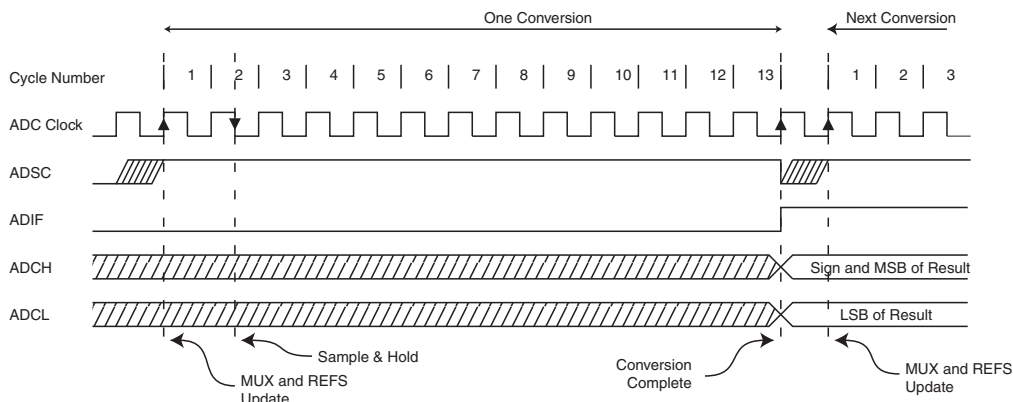 One Conversion
Next Conversion
Cycle Number 1 2 3 4 5 6 7 8 9 10 11 12 13 1 2 3
ADC Clock
ADSC
ADIF
ADCH
Sign and MSB of Result
ADCL
LSB of Result
Sample & Hold
MUX and REFS
Update
Conversion
Complete
MUX and REFS
Update